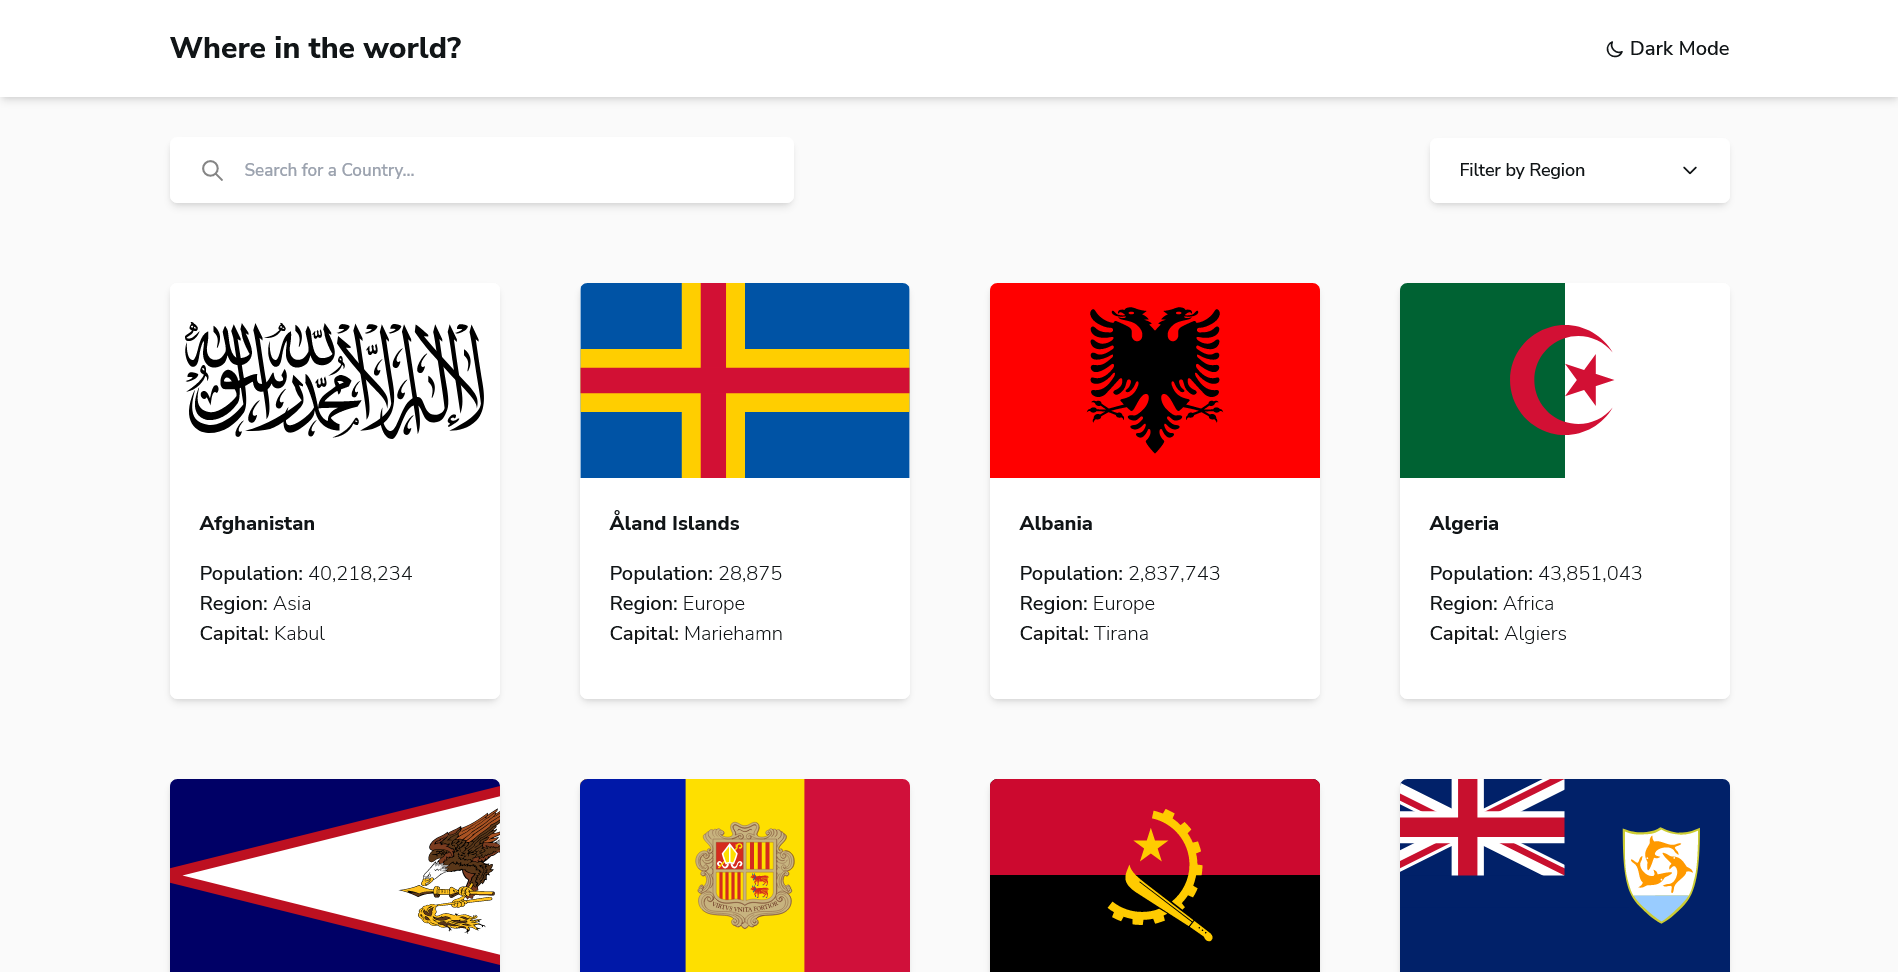 Where in the world?
Dark Mode
Search for a Country...
Filter by Region
لا إله إلا الله محمد رسول الله
Afghanistan
Population: 40,218,234
Region: Asia
Capital: Kabul
Åland Islands
Population: 28,875
Region: Europe
Capital: Mariehamn
Albania
Population: 2,837,743
Region: Europe
Capital: Tirana
Algeria
Population: 43,851,043
Region: Africa
Capital: Algiers
VIRTVS VNITA FORTIOR